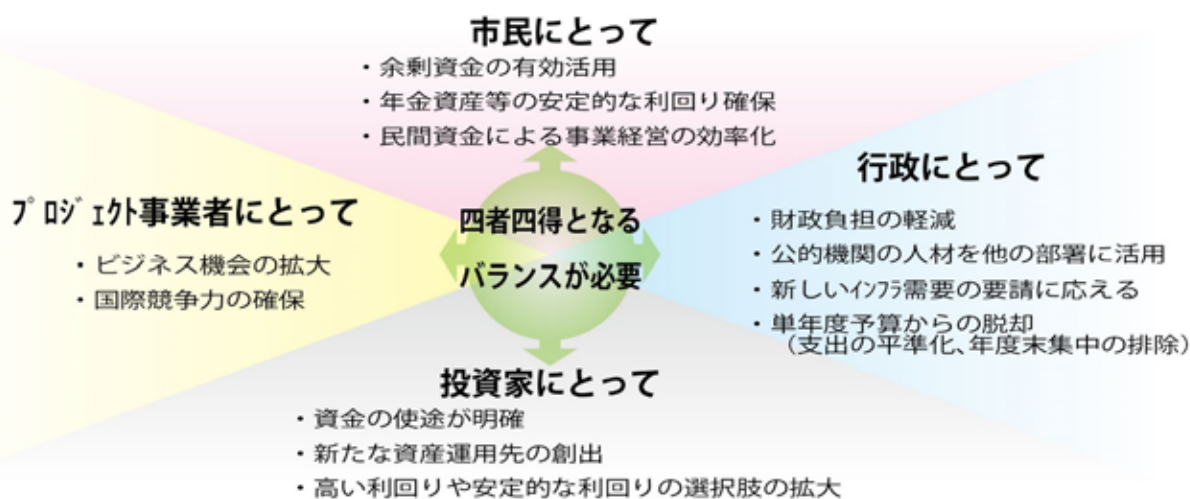 市民にとって
・余剰資金の有効活用
・年金資産等の安定的な利回り確保
・民間資金による事業経営の効率化
ﾌﾟﾛｼﾞｪｸﾄ事業者にとって
・ビジネス機会の拡大
・国際競争力の確保
四者四得となる
バランスが必要
行政にとって
・財政負担の軽減
・公的機関の人材を他の部署に活用
・新しいｲﾝﾌﾗ需要の要請に応える
・単年度予算からの脱却
（支出の平準化、年度末集中の排除）
投資家にとって
・資金の使途が明確
・新たな資産運用先の創出
・高い利回りや安定的な利回りの選択肢の拡大